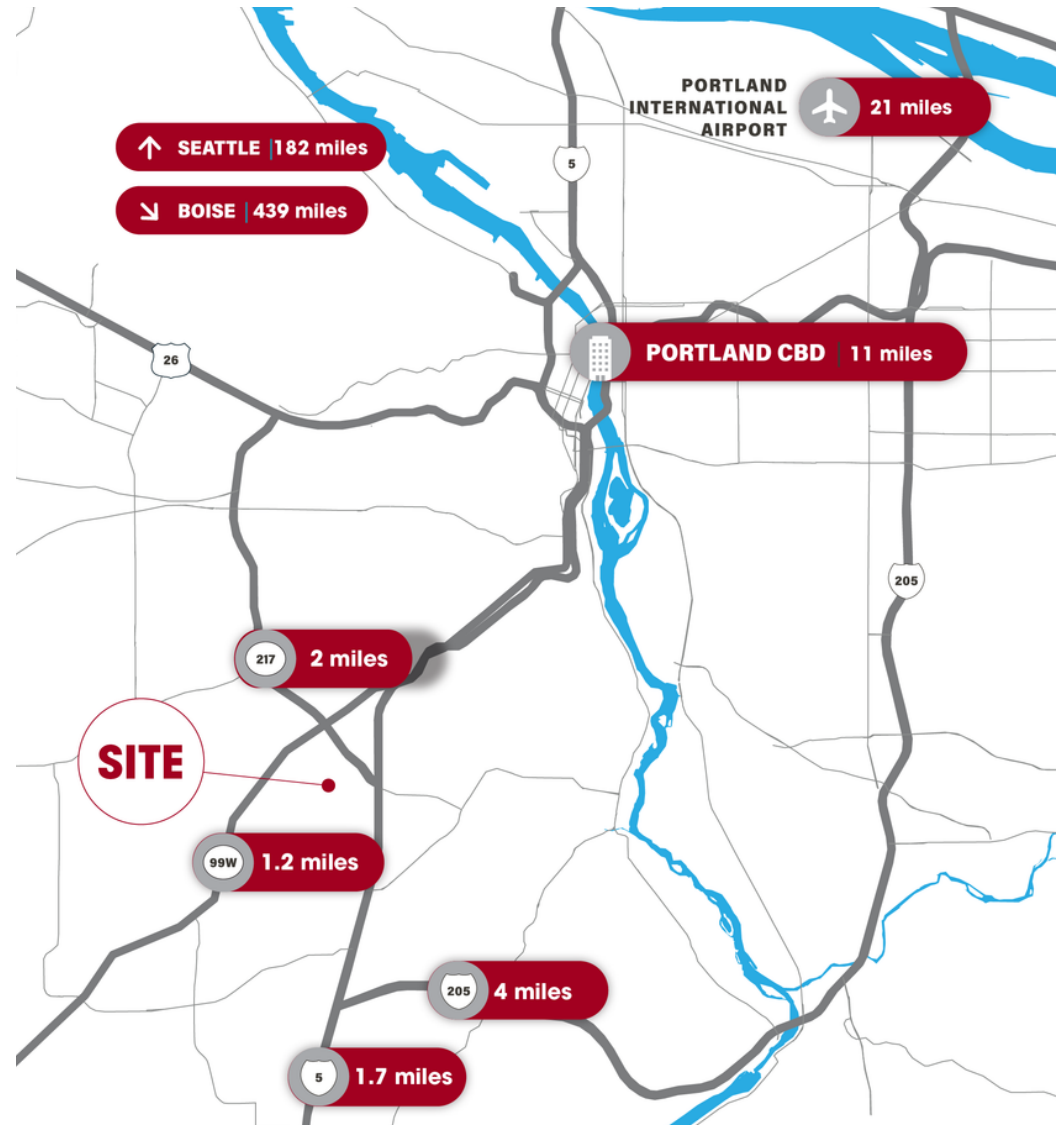 PORTLAND
INTERNATIONAL
AIRPORT
21 miles
SEATTLE | 182 miles
BOISE | 439 miles
5
26
PORTLAND CBD | 11 miles
205
217
2 miles
SITE
99W
1.2 miles
205
4 miles
5
1.7 miles